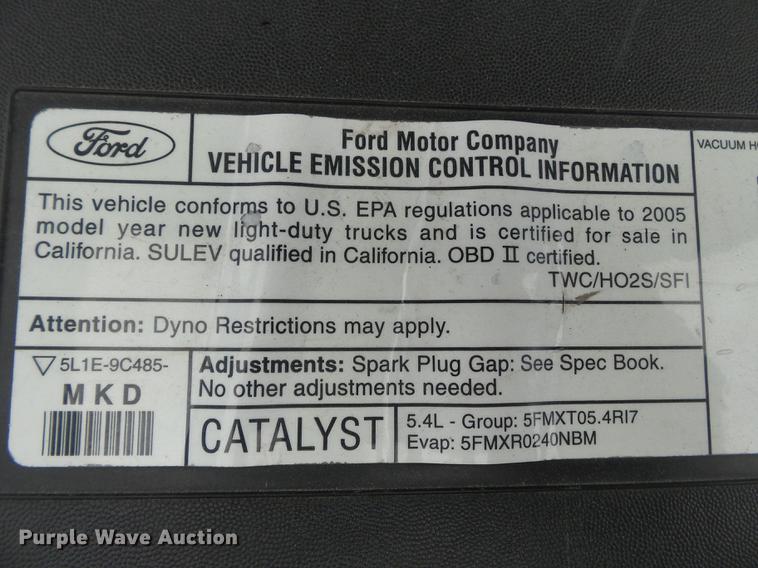 Ford
Ford Motor Company
VEHICLE EMISSION CONTROL INFORMATION
This vehicle conforms to U.S. EPA regulations applicable to 2005
model year new light-duty trucks and is certified for sale in
California. SULEV qualified in California. OBD II certified.
TWC/HO2S/SFI
Attention: Dyno Restrictions may apply.
5L1E-9C485-
MKD
Adjustments: Spark Plug Gap: See Spec Book.
No other adjustments needed.
CATALYST
5.4L - Group: 5FMXT05.4RI7
Evap: 5FMXR0240NBM
VACUUM
Purple Wave Auction